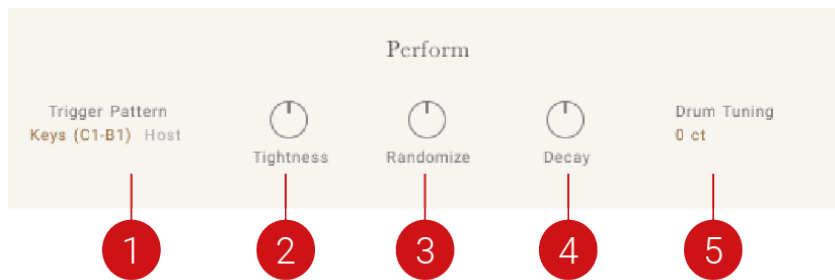 Perform
Trigger Pattern
Keys (C1-B1) Host
Tightness
Randomize
Decay
Drum Tuning
0 ct
1
2
3
4
5